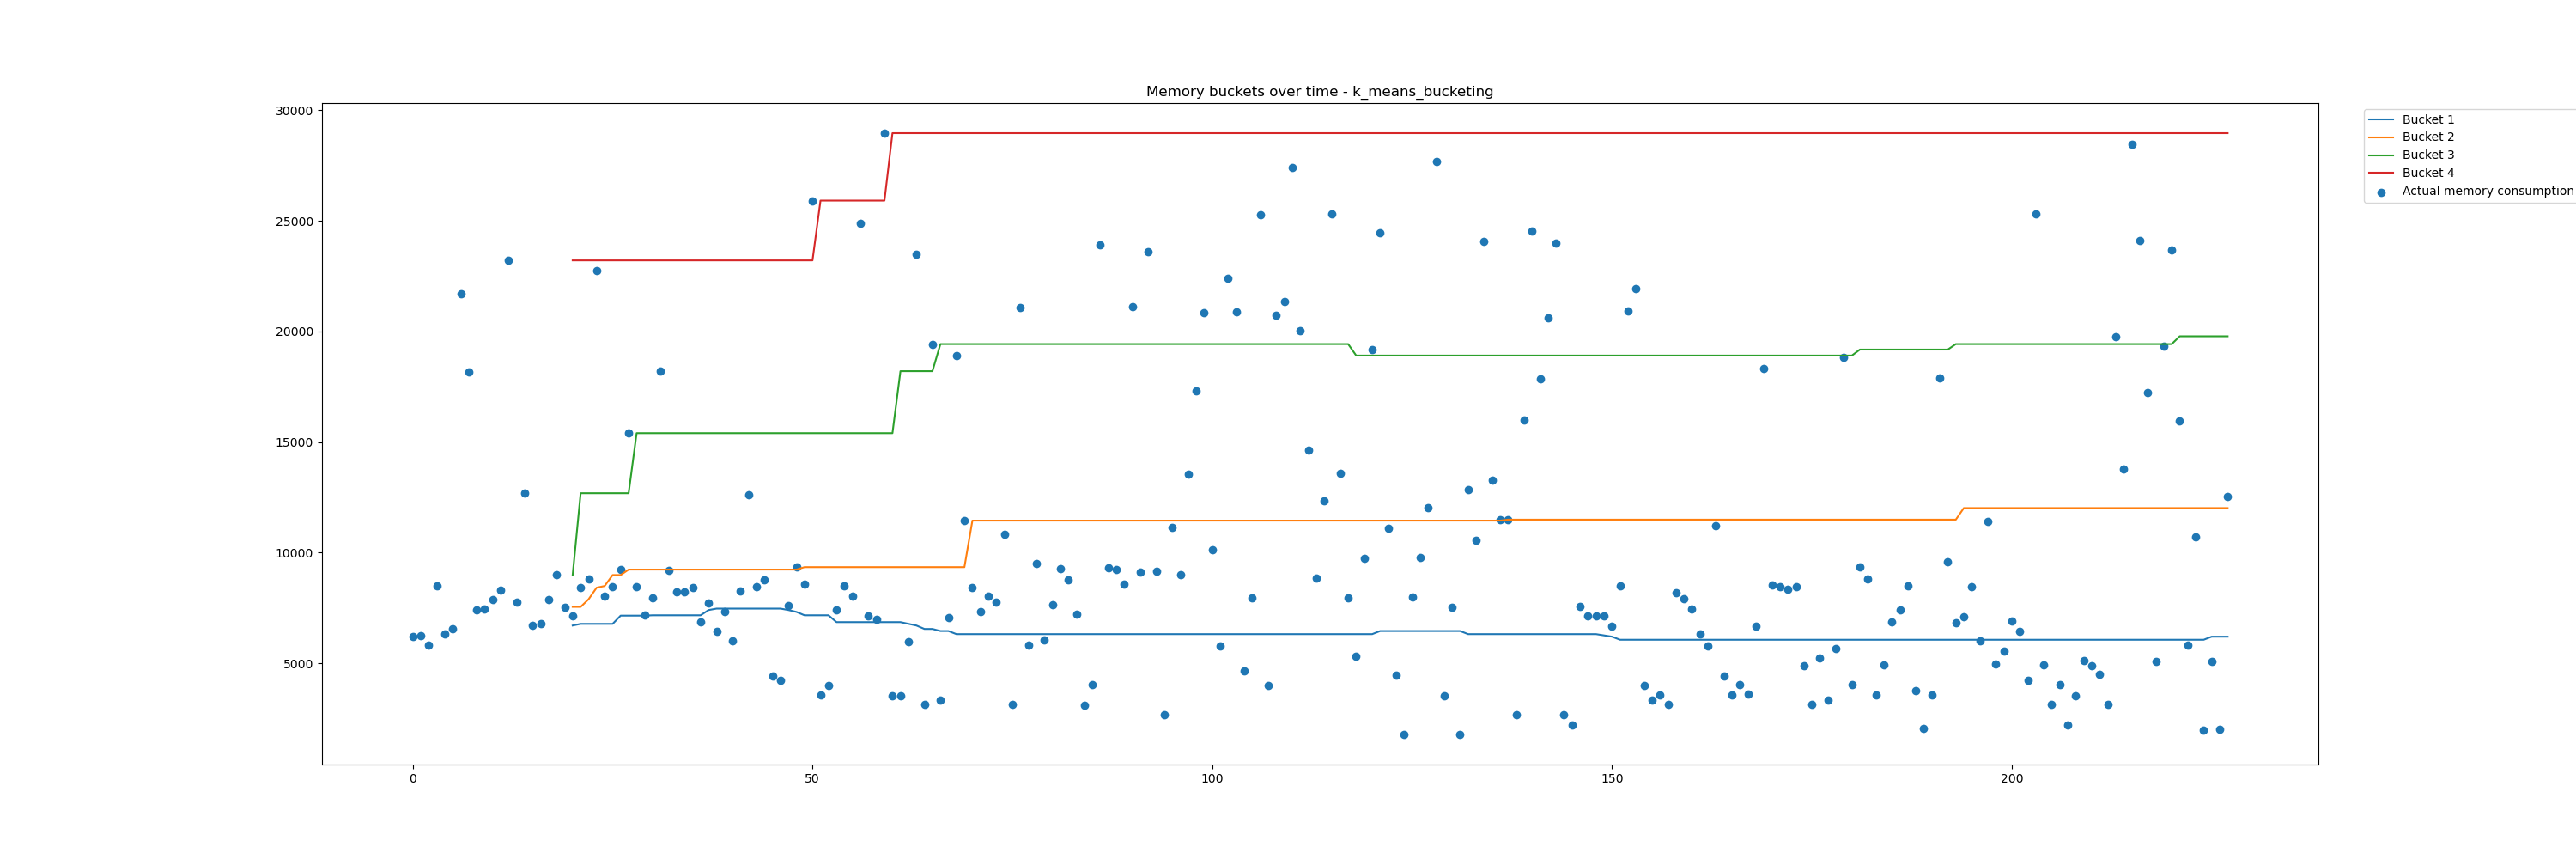 Memory buckets over time - k_means_bucketing
30000
25000
20000
15000
10000
5000
0
50
100
150
200
Bucket 1
Bucket 2
Bucket 3
Bucket 4
Actual memory consumption